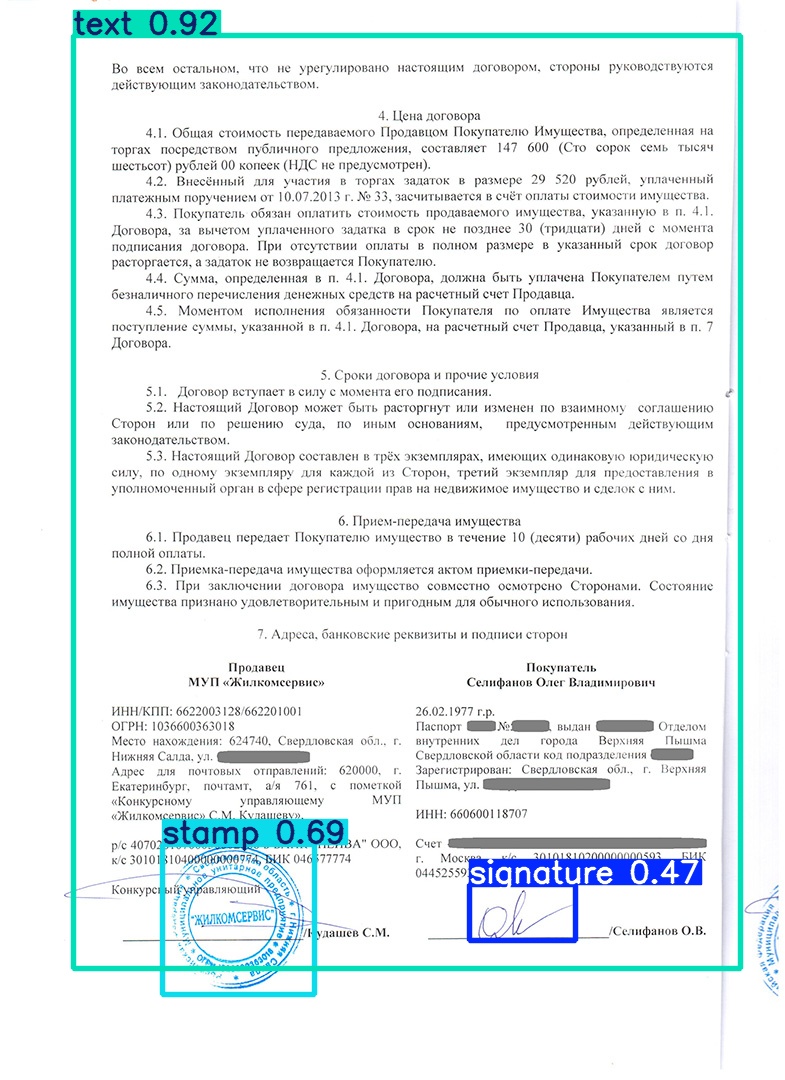 text 0.92
Во всем остальном, что не урегулировано настоящим договором, стороны руководствуются
действующим законодательством.
4. Цена договора
4.1. Общая стоимость передаваемого Продавцом Покупателю Имущества, определенная на
торгах посредством публичного предложения, составляет 147 600 (Сто сорок семь тысяч
шестьсот) рублей 00 копеек (НДС не предусмотрен).
4.2. Внесённый для участия в торгах задаток в размере 29 520 рублей, уплаченный
платежным поручением от 10.07.2013 г. № 33, засчитывается в счёт оплаты стоимости имущества.
4.3. Покупатель обязан оплатить стоимость продаваемого имущества, указанную в п. 4.1.
Договора, за вычетом уплаченного задатка в срок не позднее 30 (тридцати) дней с момента
подписания договора. При отсутствии оплаты в полном размере в указанный срок договор
расторгается, а задаток не возвращается Покупателю.
4.4. Сумма, определенная в п. 4.1. Договора, должна быть уплачена Покупателем путем
безналичного перечисления денежных средств на расчетный счет Продавца.
4.5. Моментом исполнения обязанности Покупателя по оплате Имущества является
поступление суммы, указанной в п. 4.1. Договора, на расчетный счет Продавца, указанный в п. 7
Договора.
5. Сроки договора и прочие условия
5.1. Договор вступает в силу с момента его подписания.
5.2. Настоящий Договор может быть расторгнут или изменен по взаимному соглашению
Сторон или по решению суда, по иным основаниям, предусмотренным действующим
законодательством.
5.3. Настоящий Договор составлен в трёх экземплярах, имеющих одинаковую юридическую
силу, по одному экземпляру для каждой из Сторон, третий экземпляр для предоставления в
уполномоченный орган в сфере регистрации прав на недвижимое имущество и сделок с ним.
6. Прием-передача имущества
6.1. Продавец передает Покупателю имущество в течение 10 (десяти) рабочих дней со дня
полной оплаты.
6.2. Приемка-передача имущества оформляется актом приемки-передачи.
6.3. При заключении договора имущество совместно осмотрено Сторонами. Состояние
имущества признано удовлетворительным и пригодным для обычного использования.
7. Адреса, банковские реквизиты и подписи сторон
Продавец
МУП «Жилкомсервис»
ИНН/КПП: 6622003128/662201001
ОГРН: 1036600363018
Место нахождения: 624740, Свердловская обл., г.
Нижняя Салда, ул.
Адрес для почтовых отправлений: 620000, г.
Екатеринбург, почтамт, а/я 761, с пометкой
«Конкурсному управляющему МУП
«Жилкомсервис» С.М. Кудашеву».
stamp 0.69
р/с ООО,
к/с БИК 046577774
Конкурсный управляющий
"ЖИЛКОМСЕРВИС"
/Кудашев С.М.
Покупатель
Селифанов Олег Владимирович
26.02.1977 г.р.
Паспорт №, выдан Отделом
внутренних дел города Верхняя Пышма
Свердловской области код подразделения
Зарегистрирован: Свердловская обл., г. Верхняя
Пышма, ул.
ИНН: 660600118707
Счет
г. Москва к/с 30101810200000000593, БИК
signature 0.47
/Селифанов О.В.